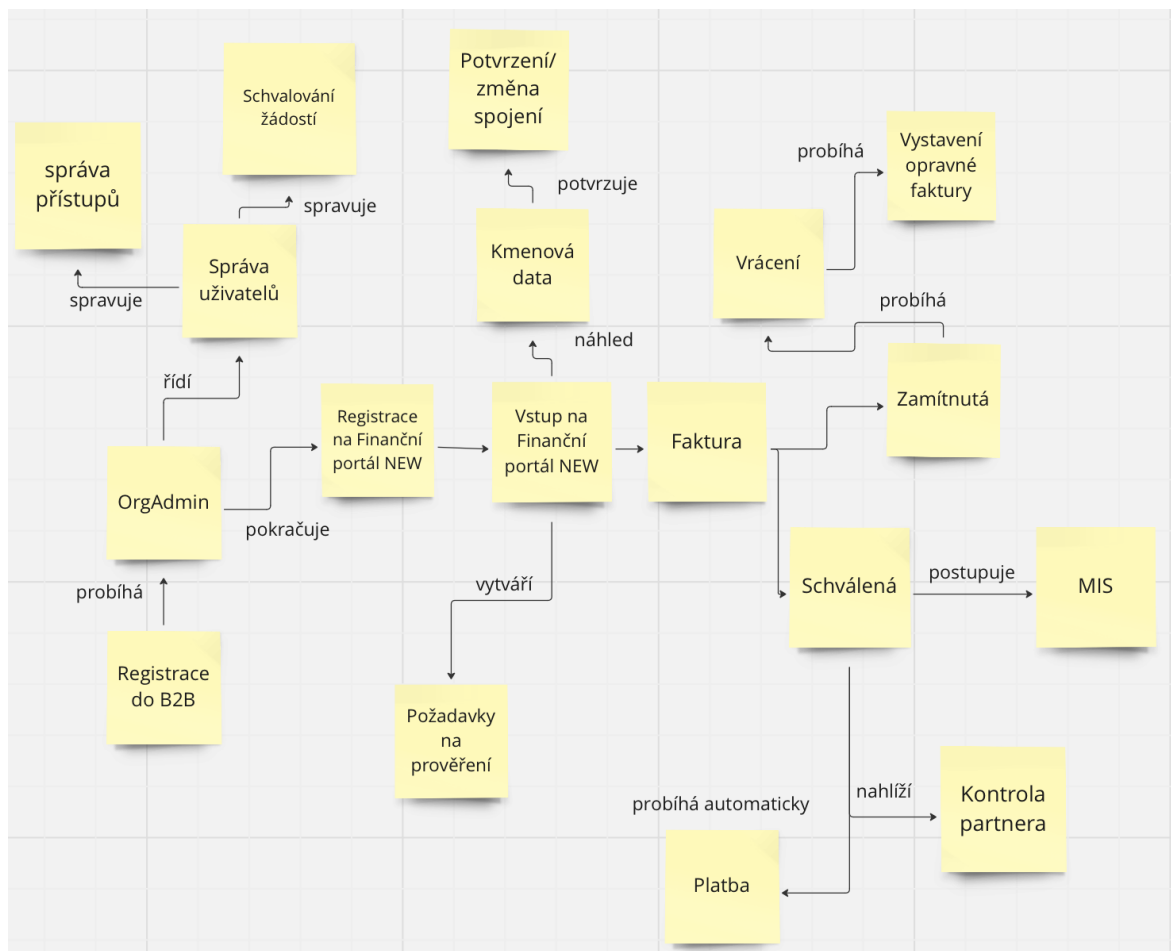 Potvrzení/
změna
spojení
Schvalování
žádostí
správa
přístupů
spravuje
potvrzuje
probíhá
Vystavení
opravné
faktury
Správa
uživatelů
spravuje
Kmenová
data
Vrácení
probíhá
náhled
řídí
Registrace
na Finanční
portál NEW
Vstup na
Finanční
portál NEW
Faktura
Zamítnutá
OrgAdmin
pokračuje
probíhá
vytváří
Schválená
postupuje
MIS
Registrace
do B2B
Požadavky
na
prověření
probíhá automaticky
nahlíží
Kontrola
partnera
Platba